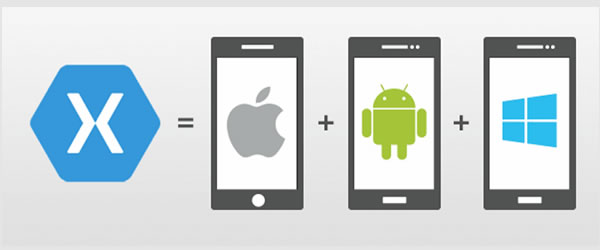 X = + +